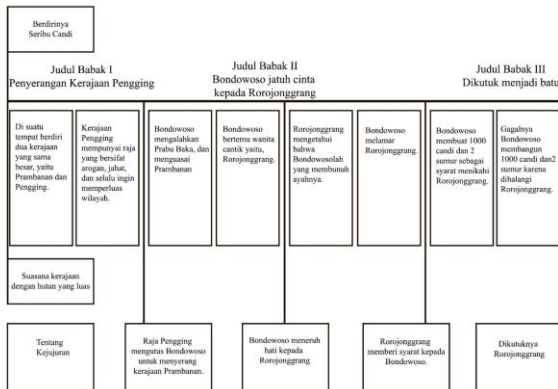 Berdirinya
Seribu Candi
Judul Babak I
Penyerangan Kerajaan Pengging
Judul Babak II
Bondowoso jatuh cinta
kepada Rorojonggrang
Judul Babak III
Dikutuk menjadi batu
Di suatu
tempat berdiri
dua kerajaan
yang sama
besar, yaitu
Prambanan dan
Pengging.
Kerajaan
Pengging
mempunyai raja
yang bersifat
arogan, jahat,
dan selalu ingin
memperluas
wilayah.
Bondowoso
mengalahkan
Prabu Baka, dan
menguasai
Prambanan
Bondowoso
bertemu wanita
cantik yaitu,
Rorojonggrang.
Rorojonggrang
mengetahui
bahwa
Bondowosolah
yang membunuh
ayahnya.
Bondowoso
melamar
Rorojonggrang.
Bondowoso
membuat 1000
candi dan 2
sumur sebagai
syarat menikahi
Rorojonggrang.
Gagalnya
Bondowoso
membangun
1000 candi dan2
sumur karena
dihalangi
Rorojonggrang.
Suasana kerajaan
dengan hutan yang luas
Tentang
Kejujuran
Raja Pengging
mengutus Bondowoso
untuk menyerang
kerajaan Prambanan.
Bondowoso meneruh
hati kepada
Rorojonggrang
Rorojonggrang
memberi syarat kepada
Bondowoso.
Dikutuknya
Rorojonggrang